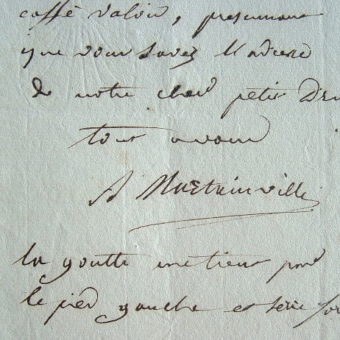 caffé valois, presumant
que vous savez l'adresse
de notre cher petit
tout a vous
A Martainville
la goutte me tient pour
le pied gauche et